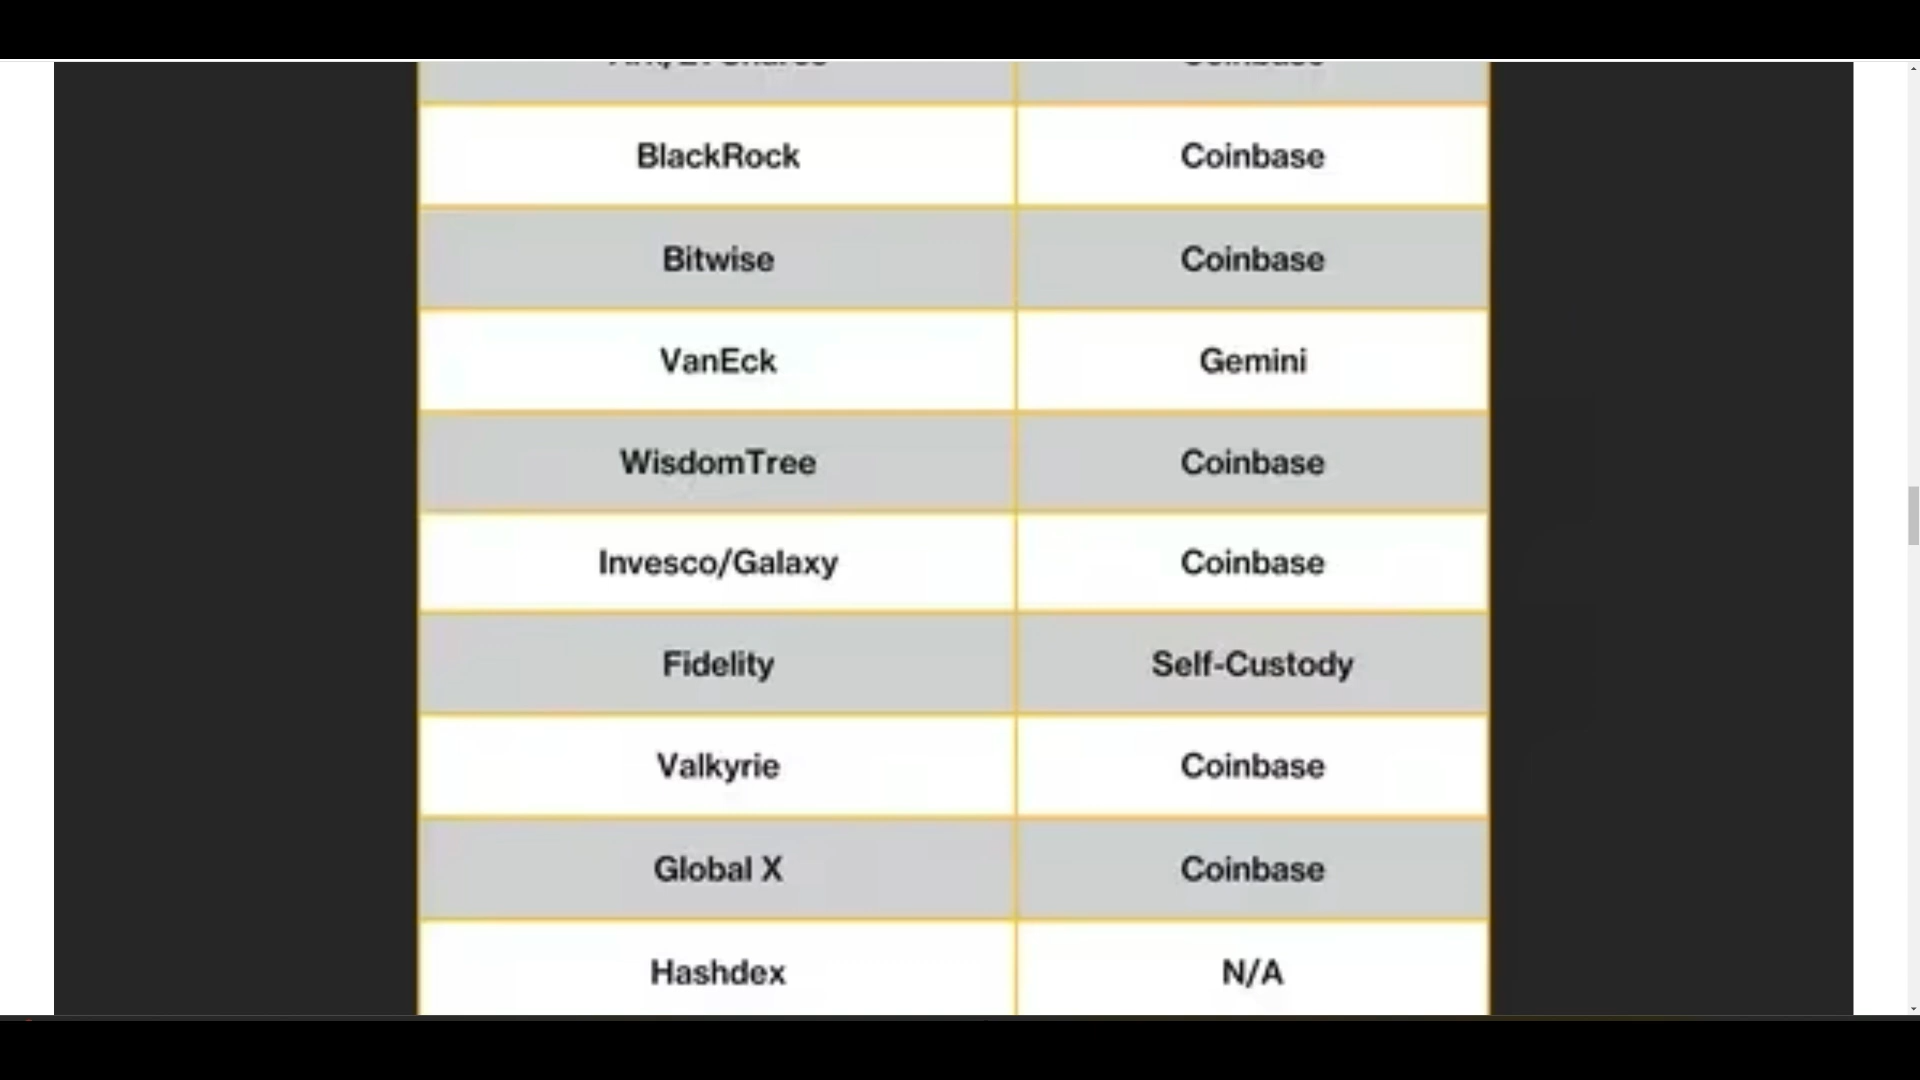 Coinbase
BlackRock Coinbase
Bitwise Coinbase
VanEck Gemini
WisdomTree Coinbase
Invesco/Galaxy Coinbase
Fidelity Self-Custody
Valkyrie Coinbase
Global X Coinbase
Hashdex N/A